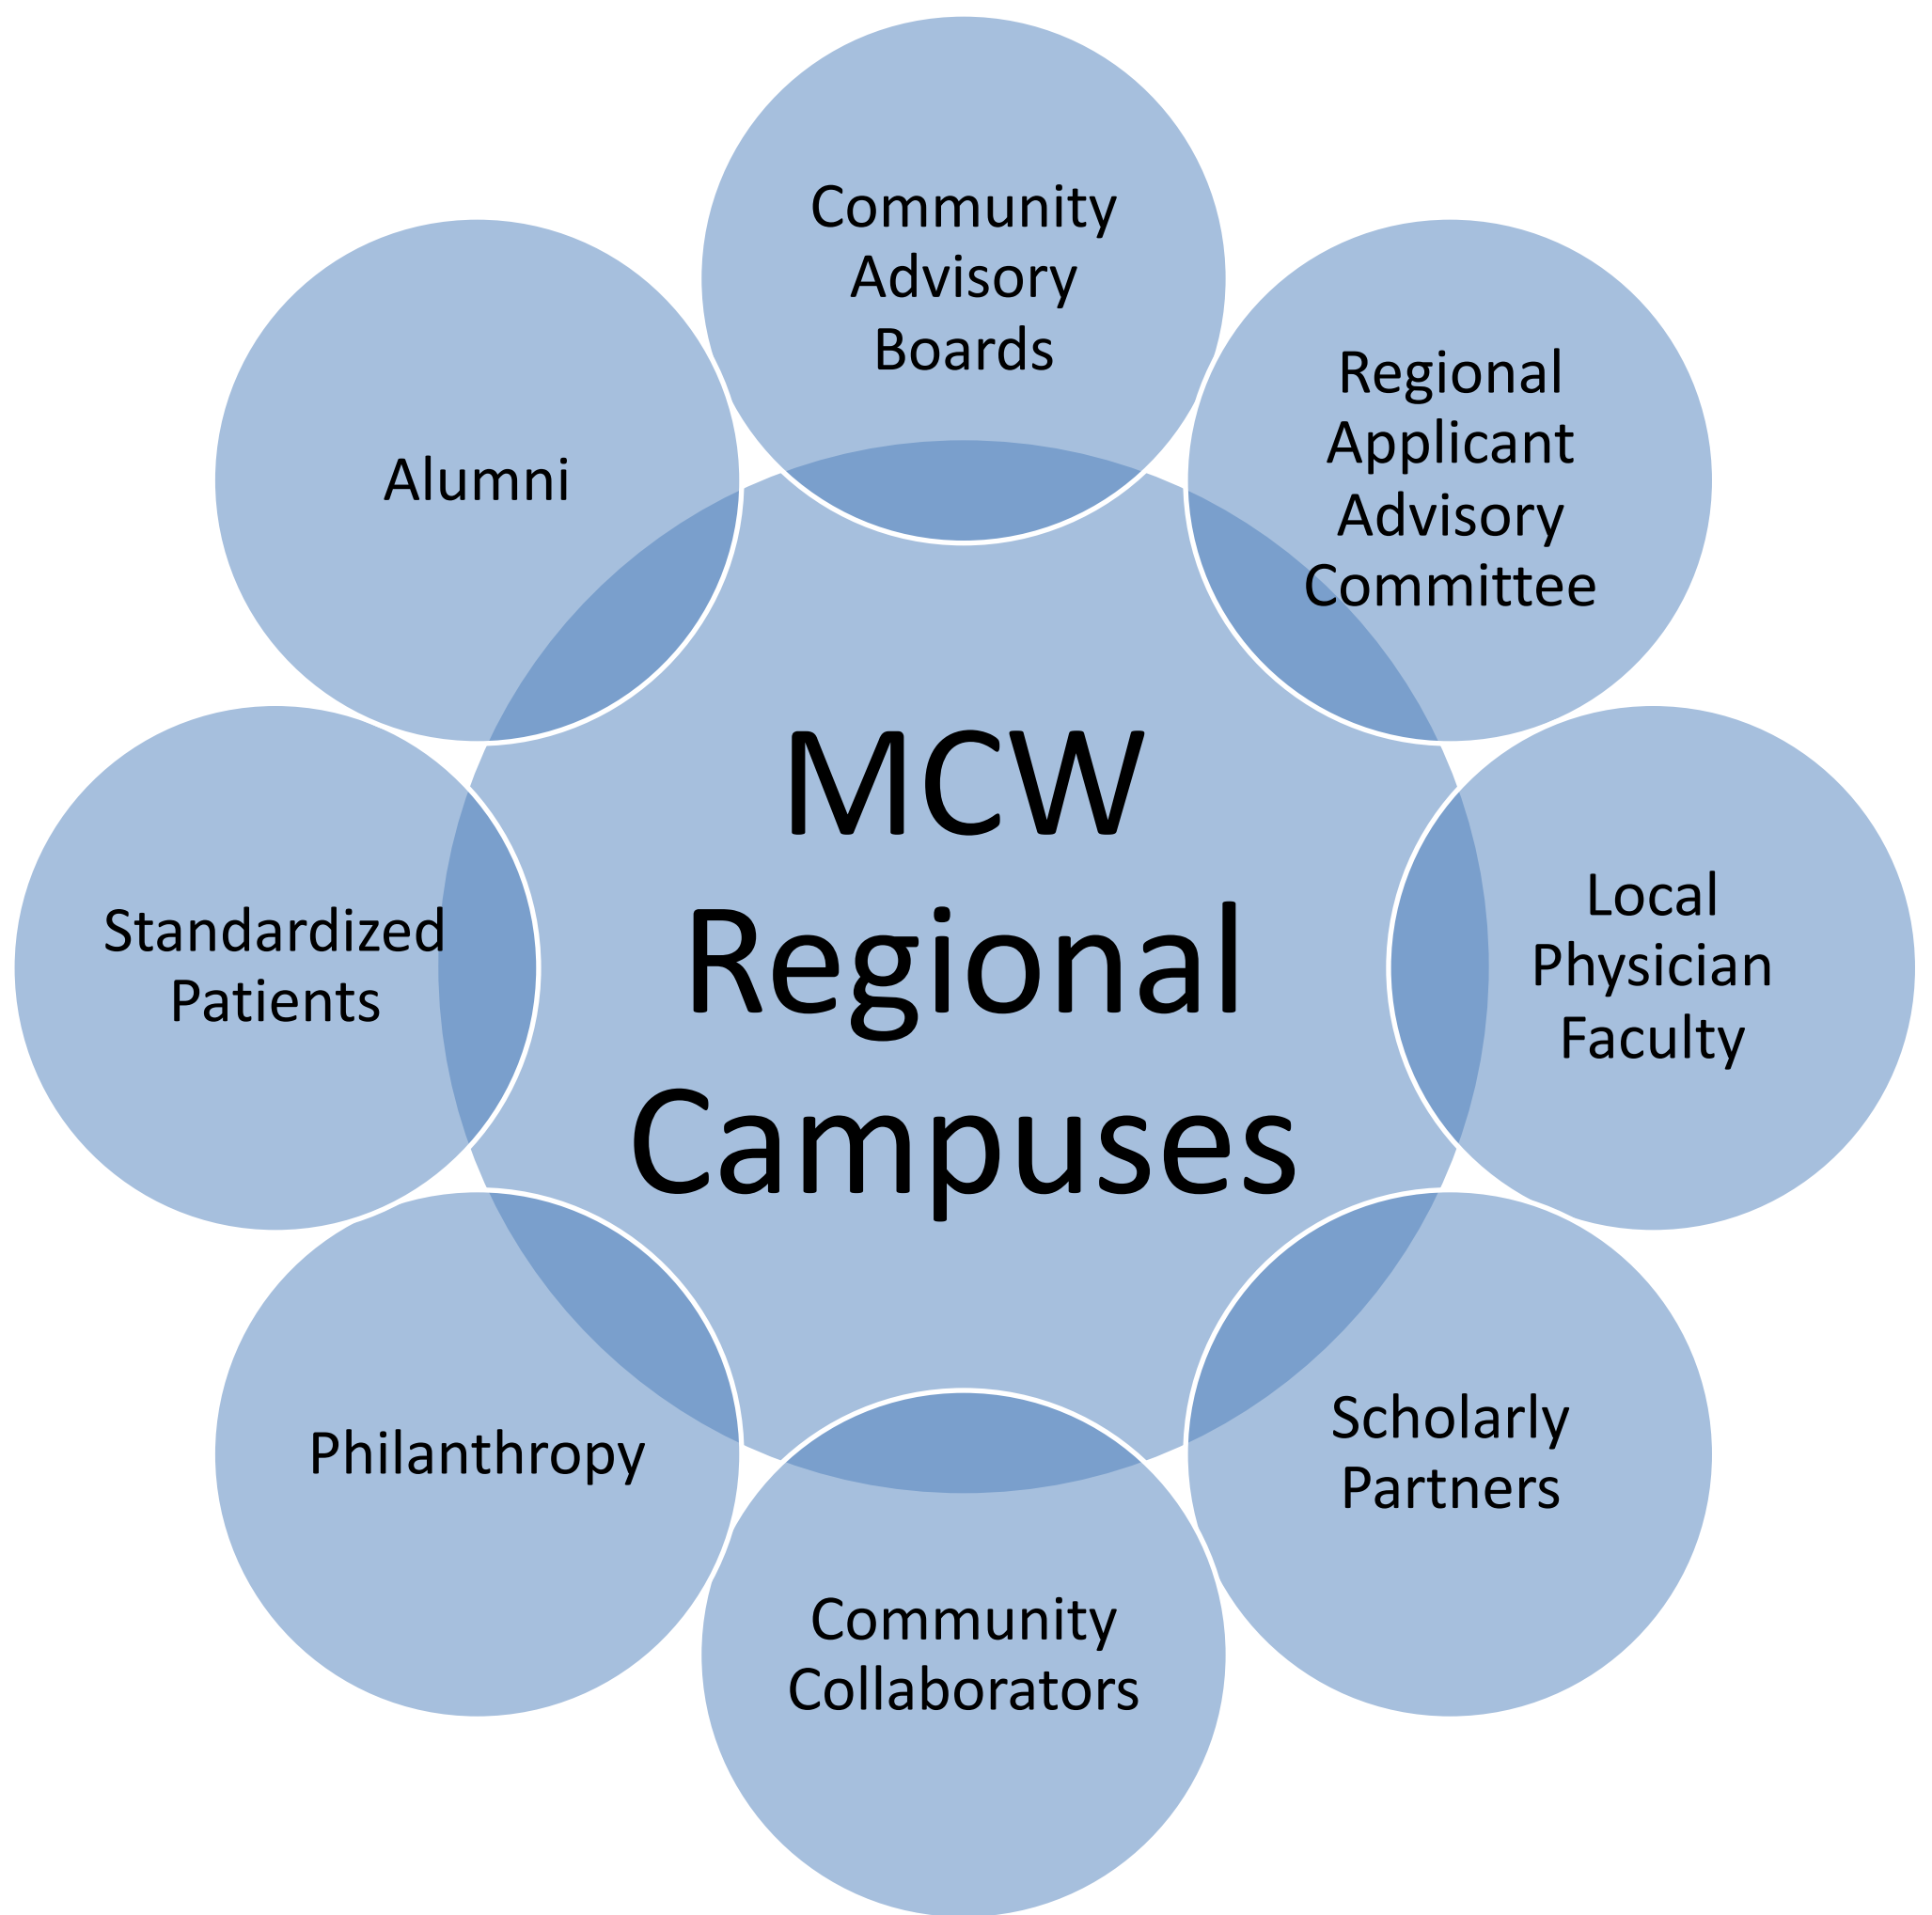 Community
Advisory
Boards
Regional
Applicant
Advisory
Committee
Local
Physician
Faculty
Scholarly
Partners
Community
Collaborators
Philanthropy
Standardized
Patients
Alumni
MCW
Regional
Campuses